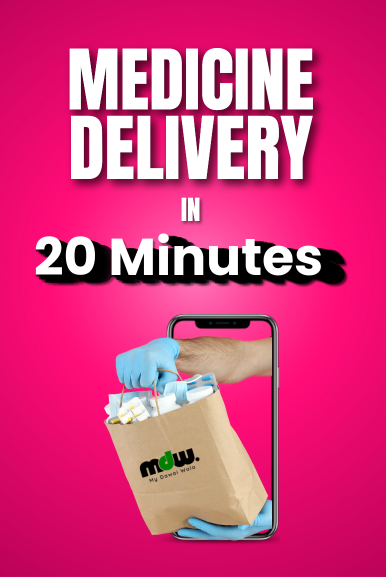 MEDICINE
DELIVERY
IN
20 Minutes
mdw.
My Dawai Wala